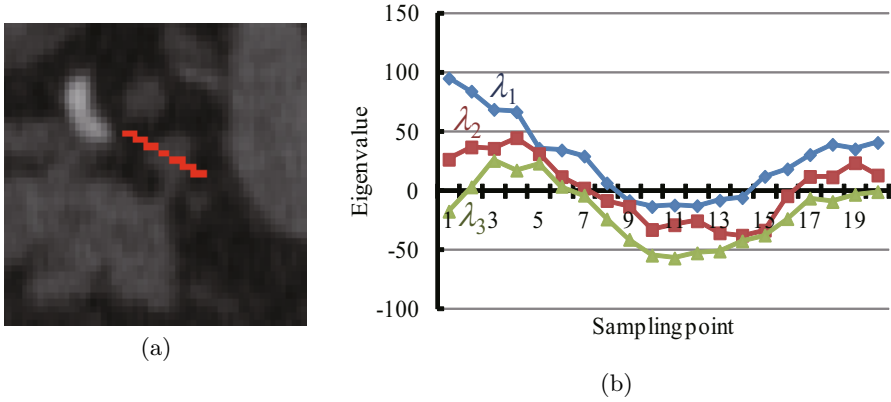 150
100
50
0
-50
-100
Eigenvalue
λ1
λ2
λ3
1 3 5 7 9 11 13 15 17 19
Sampling point
(a)
(b)